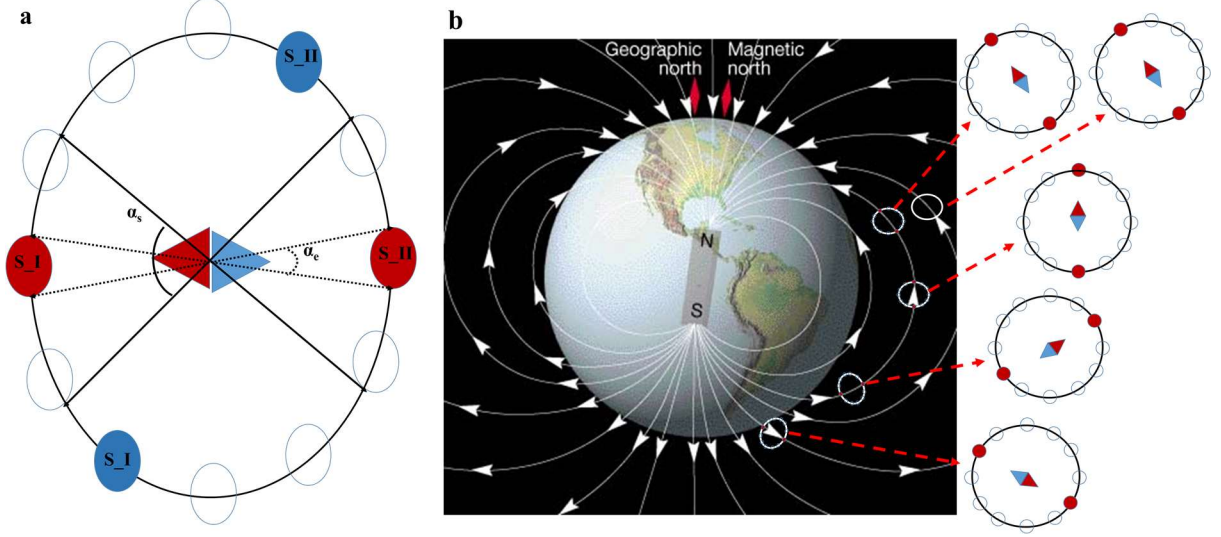 a
S_II
αs
S_I
αe
S_II
S_I
b
Geographic
north
Magnetic
north
N
S